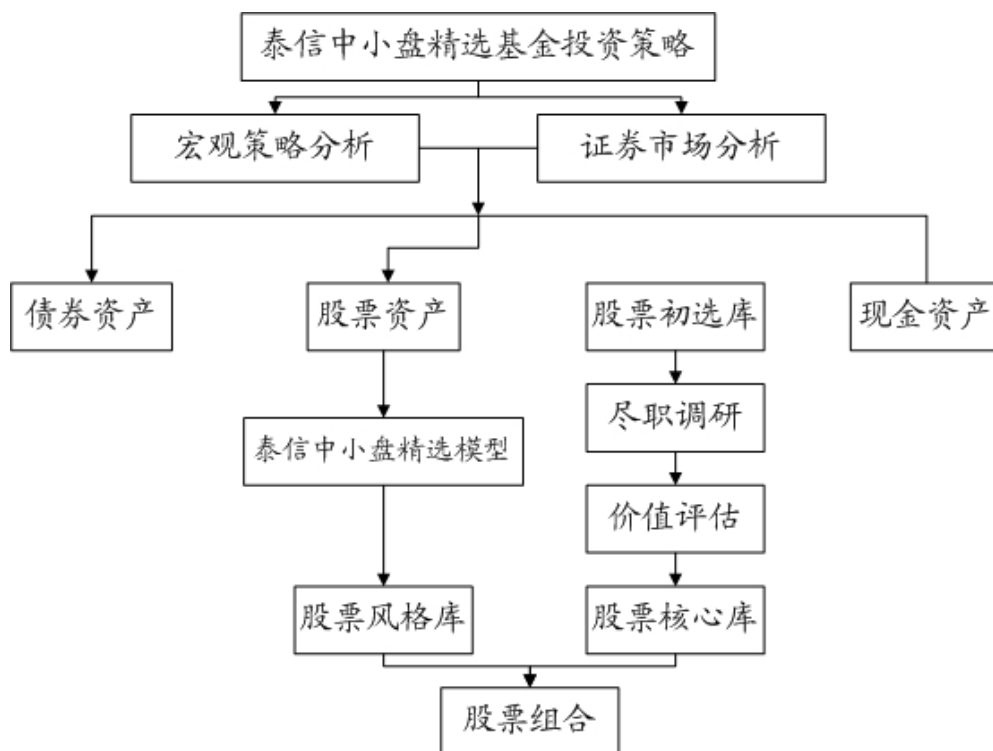 泰信中小盘精选基金投资策略
宏观策略分析
证券市场分析
债券资产
股票资产
股票初选库
现金资产
尽职调研
泰信中小盘精选模型
价值评估
股票风格库
股票核心库
股票组合